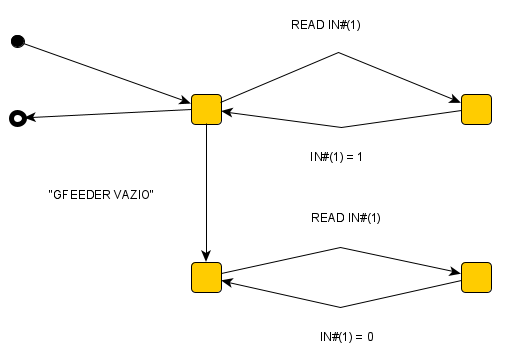 READ IN#(1)
IN#(1) = 1
"GFEEDER VAZIO"
READ IN#(1)
IN#(1) = 0